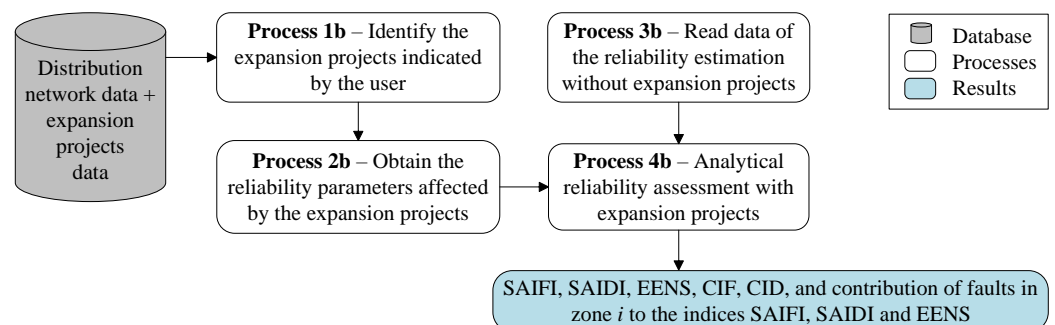 Distribution
network data +
expansion
projects
data
Process 1b – Identify the
expansion projects indicated
by the user
Process 3b – Read data of
the reliability estimation
without expansion projects
Database
Processes
Results
Process 2b – Obtain the
reliability parameters affected
by the expansion projects
Process 4b – Analytical
reliability assessment with
expansion projects
SAIFI, SAIDI, EENS, CIF, CID, and contribution of faults in
zone i to the indices SAIFI, SAIDI and EENS